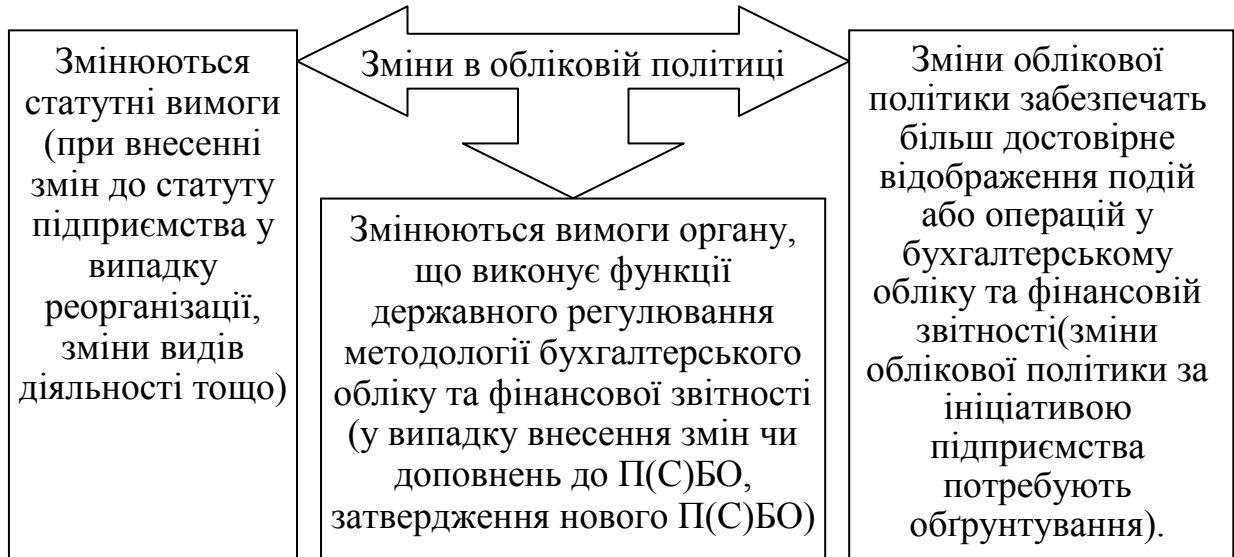 Зміни в обліковій політиці
Змінюються
статутні вимоги
(при внесенні
змін до статуту
підприємства у
випадку
реорганізації,
зміни видів
діяльності тощо)
Змінюються вимоги органу,
що виконує функції
державного регулювання
методології бухгалтерського
обліку та фінансової звітності
(у випадку внесення змін чи
доповнень до П(С)БО,
затвердження нового П(С)БО)
Зміни облікової
політики забезпечать
більш достовірне
відображення подій
або операцій у
бухгалтерському
обліку та фінансовій
звітності(зміни
облікової політики за
ініціативою
підприємства
потребують
обґрунтування).